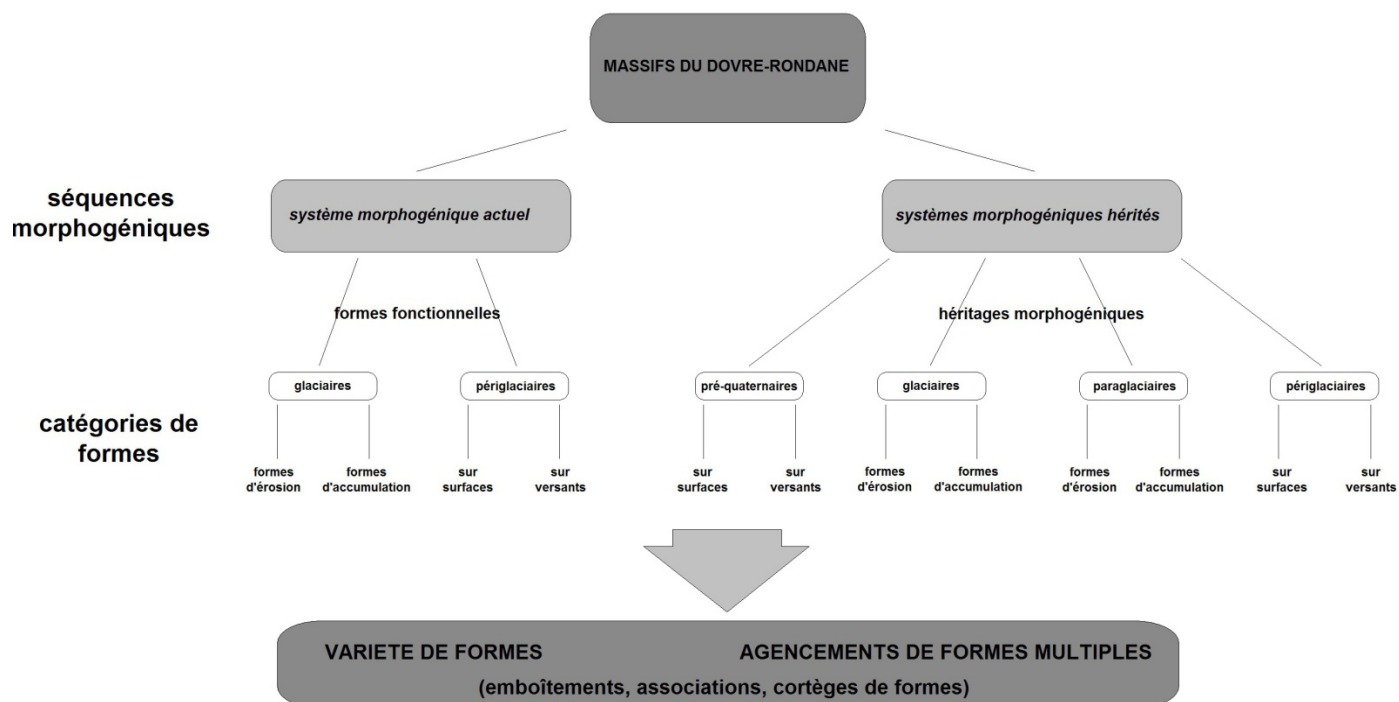 MASSIFS DU DOVRE-RONDANE
séquences
morphogéniques
système morphogénique actuel
systèmes morphogéniques hérités
formes fonctionnelles
héritages morphogéniques
catégories de
formes
glaciaires
périglaciaires
pré-quaternaires
glaciaires
paraglaciaires
périglaciaires
formes
d'érosion
formes
d'accumulation
sur
surfaces
sur
versants
sur
surfaces
sur
versants
formes
d'érosion
formes
d'accumulation
formes
d'érosion
formes
d'accumulation
sur
surfaces
sur
versants
VARIETE DE FORMES
AGENCEMENTS DE FORMES MULTIPLES
(emboîtements, associations, cortèges de formes)